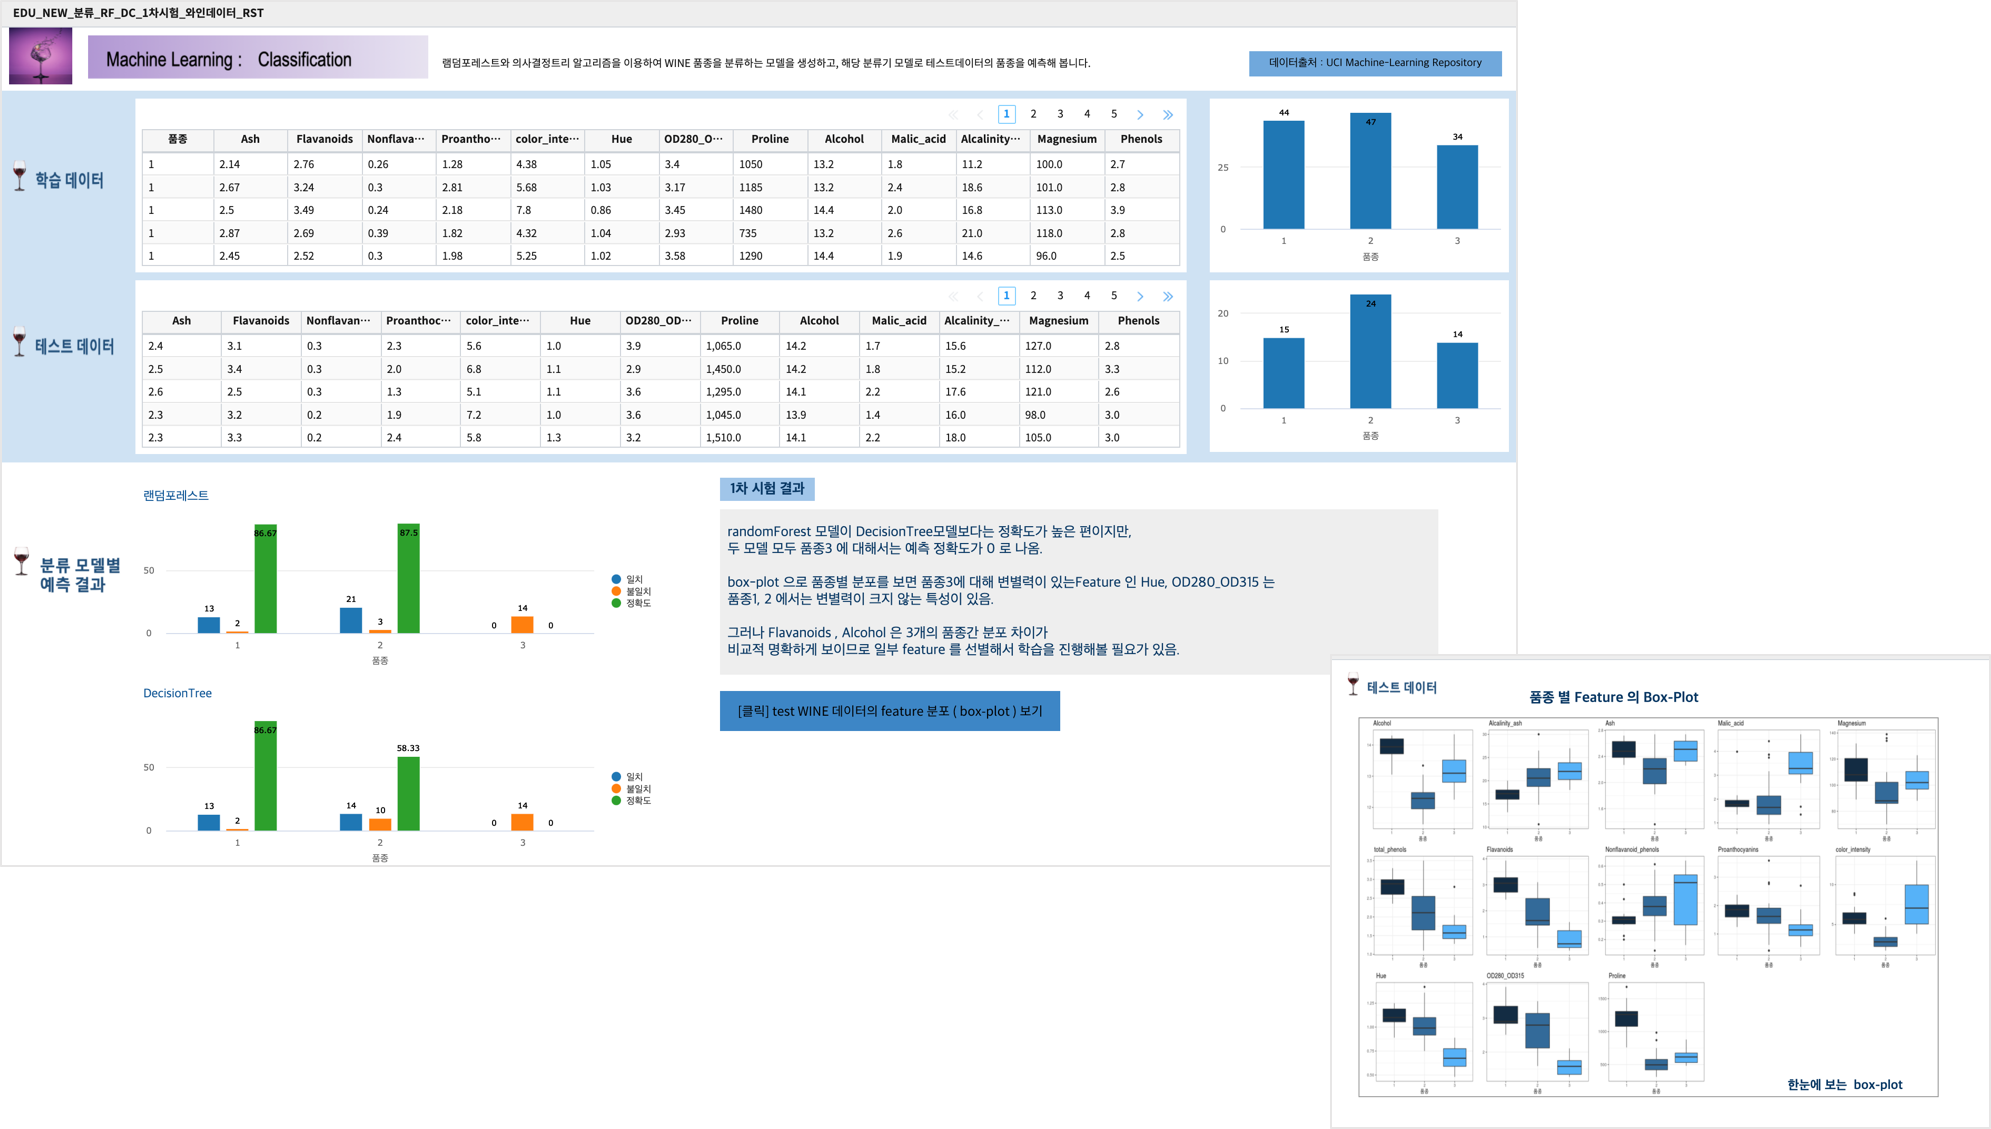 EDU_NEW_분류_RF_DC_1차시험_와인데이터_RST
Machine Learning : Classification
랜덤포레스트와 의사결정트리 알고리즘을 이용하여 WINE 품종을 분류하는 모델을 생성하고, 해당 분류기 모델로 테스트데이터의 품종을 예측해 봅니다.
데이터출처 : UCI Machine-Learning Repository
학습 데이터
1 2 3 4 5
품종 Ash Flavanoids Nonflava··· Proantho··· color_inte··· Hue OD280_O··· Proline Alcohol Malic_acid Alcalinity··· Magnesium Phenols
1 2.14 2.76 0.26 1.28 4.38 1.05 3.4 1050 13.2 1.8 11.2 100.0 2.7
1 2.67 3.24 0.3 2.81 5.68 1.03 3.17 1185 13.2 2.4 18.6 101.0 2.8
1 2.5 3.49 0.24 2.18 7.8 0.86 3.45 1480 14.4 2.0 16.8 113.0 3.9
1 2.87 2.69 0.39 1.82 4.32 1.04 2.93 735 13.2 2.6 21.0 118.0 2.8
1 2.45 2.52 0.3 1.98 5.25 1.02 3.58 1290 14.4 1.9 14.6 96.0 2.5
44 47 34
25
0
1 2 3
품종
테스트 데이터
1 2 3 4 5
Ash Flavanoids Nonflavan··· Proanthoc··· color_inte··· Hue OD280_OD··· Proline Alcohol Malic_acid Alcalinity_··· Magnesium Phenols
2.4 3.1 0.3 2.3 5.6 1.0 3.9 1,065.0 14.2 1.7 15.6 127.0 2.8
2.5 3.4 0.3 2.0 6.8 1.1 2.9 1,450.0 14.2 1.8 15.2 112.0 3.3
2.6 2.5 0.3 1.3 5.1 1.1 3.6 1,295.0 14.1 2.2 17.6 121.0 2.6
2.3 3.2 0.2 1.9 7.2 1.0 3.6 1,045.0 13.9 1.4 16.0 98.0 3.0
2.3 3.3 0.2 2.4 5.8 1.3 3.2 1,510.0 14.1 2.2 18.0 105.0 3.0
15 24 14
20
10
0
1 2 3
품종
분류 모델별
예측 결과
랜덤포레스트
50
0
13 2 86.67 21 3 87.5 0 14 0
1 2 3
품종
일치
불일치
정확도
DecisionTree
50
0
13 2 86.67 14 10 58.33 0 14 0
1 2 3
품종
일치
불일치
정확도
1차 시험 결과
randomForest 모델이 DecisionTree모델보다는 정확도가 높은 편이지만,
두 모델 모두 품종3 에 대해서는 예측 정확도가 0 로 나옴.
box-plot 으로 품종별 분포를 보면 품종3에 대해 변별력이 있는Feature 인 Hue, OD280_OD315 는
품종1, 2 에서는 변별력이 크지 않는 특성이 있음.
그러나 Flavanoids , Alcohol 은 3개의 품종간 분포 차이가
비교적 명확하게 보이므로 일부 feature 를 선별해서 학습을 진행해볼 필요가 있음.
[클릭] test WINE 데이터의 feature 분포 ( box-plot ) 보기
테스트 데이터
품종 별 Feature 의 Box-Plot
Alcohol Alcalinity_ash Ash Malic_acid Magnesium
품종 품종 품종 품종 품종
total_phenols Flavanoids Nonflavanoid_phenols Proanthocyanins color_intensity
품종 품종 품종 품종 품종
Hue OD280_OD315 Proline
품종 품종 품종
한눈에 보는 box-plot